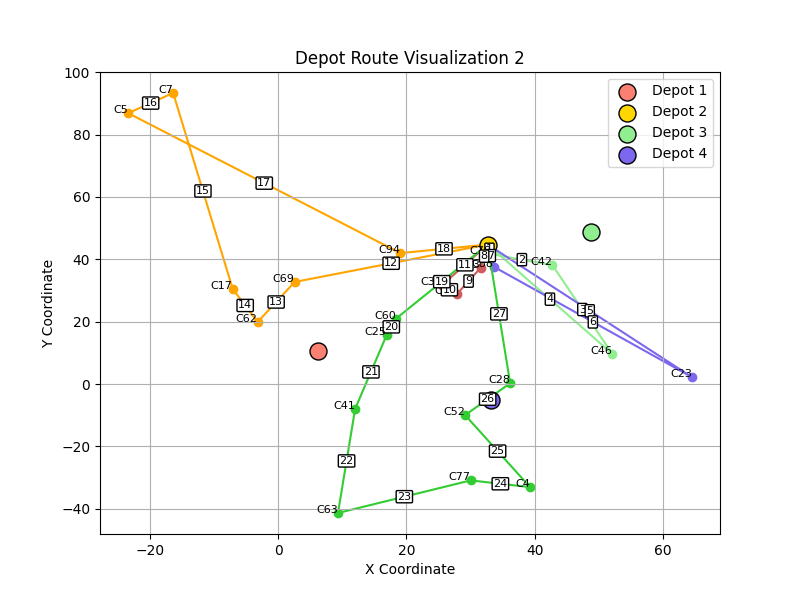 Depot Route Visualization 2
Depot 1
Depot 2
Depot 3
Depot 4
Y Coordinate
100
80
60
40
20
0
−20
−40
−20
0
20
40
60
X Coordinate
C7
C5
16
15
17
C94
18
12
C69
C17
14
13
C62
8
7
2
C42
11
9
19
C60
20
C25
21
C41
22
C63
23
C77
24
C4
25
C52
26
C28
27
4
3
5
6
C46
C23